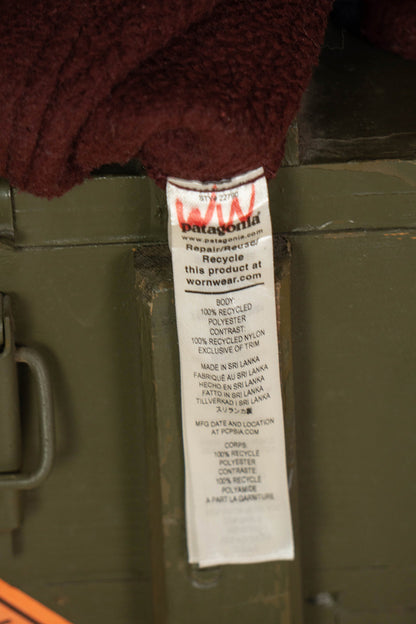 STY# 22790
WW
patagonia®
www.patagonia.com
Repair/Reuse/
Recycle
this product at
wornwear.com
BODY:
100% RECYCLED
POLYESTER
CONTRAST:
100% RECYCLED NYLON
EXCLUSIVE OF TRIM
MADE IN SRI LANKA
FABRIQUÉ AU SRI LANKA
HECHO EN SRI LANKA
FATTO IN SRI LANKA
TILLVERKAD I SRI LANKA
スリランカ製
MFG DATE AND LOCATION
AT PCPSIA.COM
CORPS:
100% RECYCLE
POLYESTER
CONTRASTE:
100% RECYCLE
POLYAMIDE
A PART LA GARNITURE